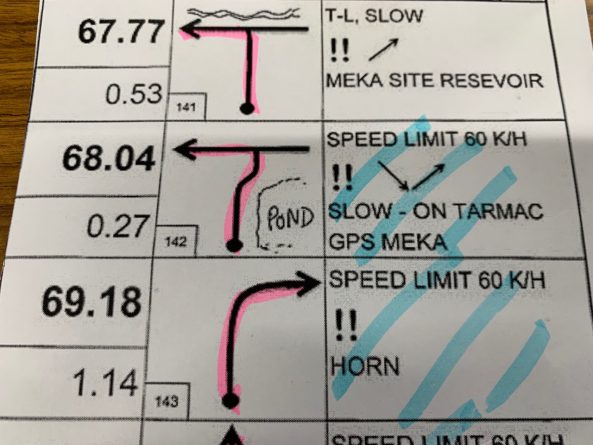 67.77
T-L, SLOW
!!
MEKA SITE RESEVOIR
0.53
141
68.04
SPEED LIMIT 60 K/H
!!
SLOW - ON TARMAC
GPS MEKA
POND
0.27
142
69.18
SPEED LIMIT 60 K/H
!!
HORN
1.14
143
SPEED LIMIT 60 K/H